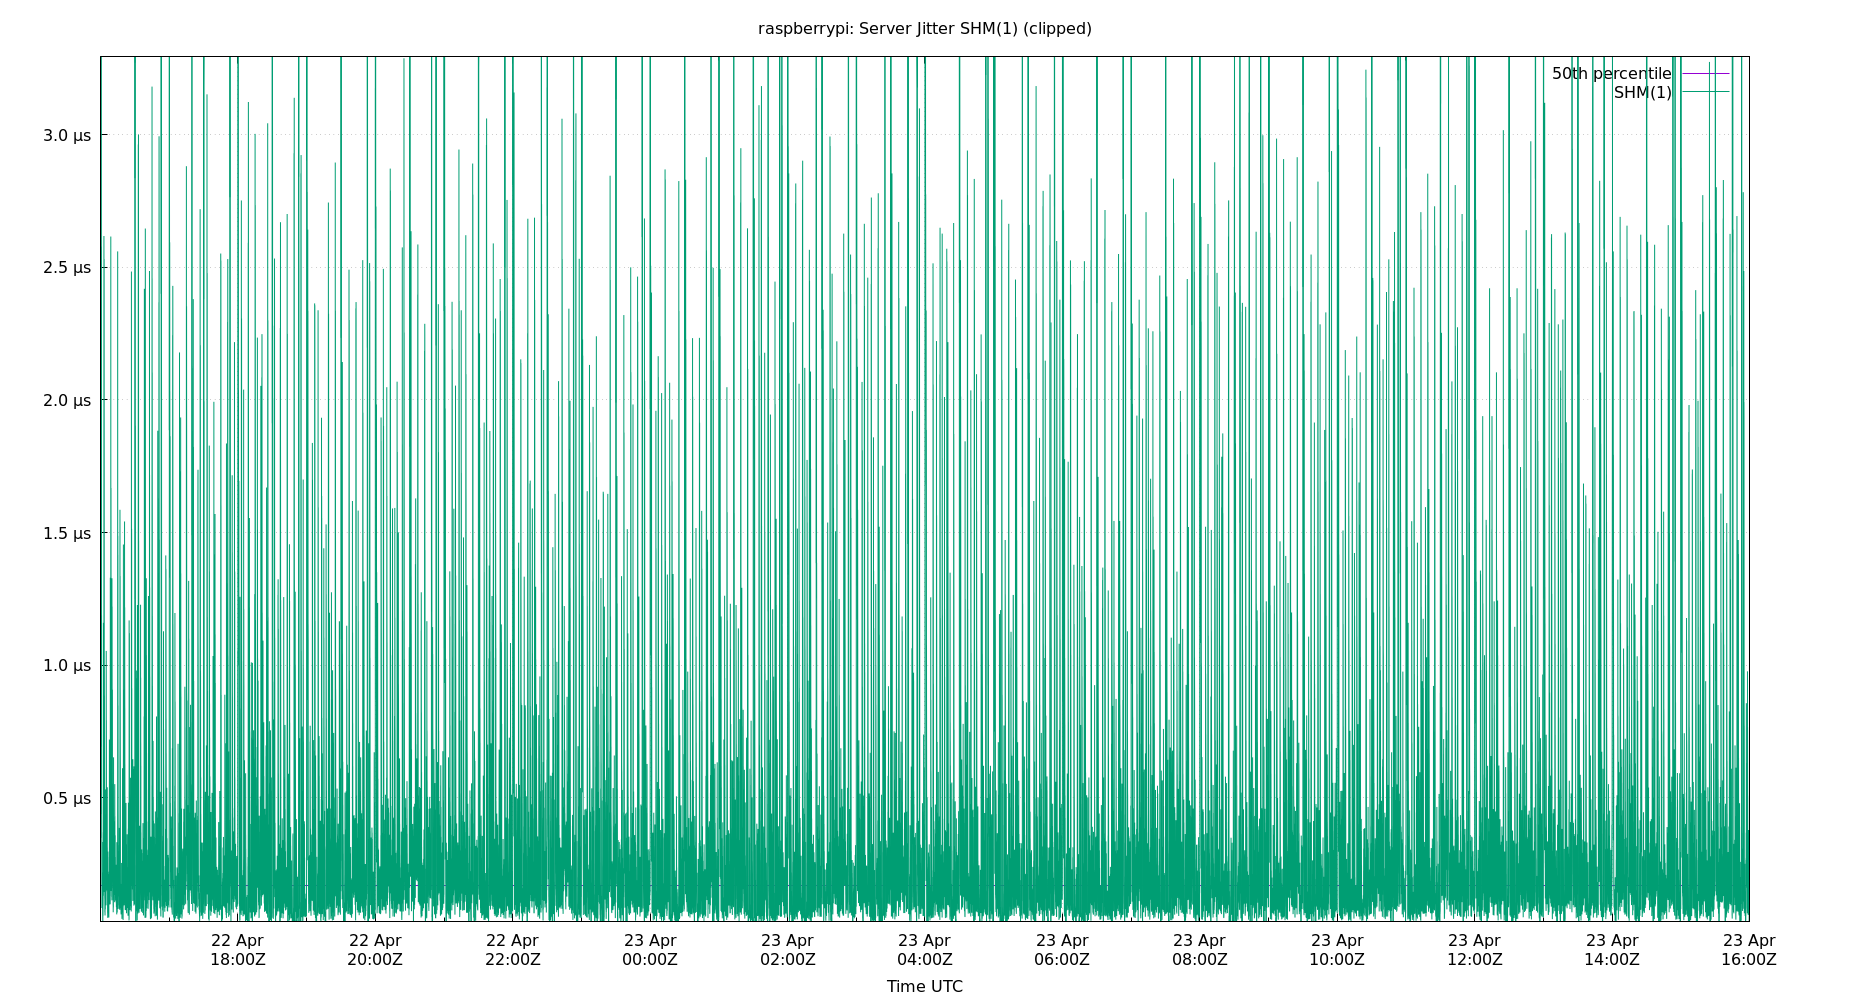 raspberrypi: Server Jitter SHM(1) (clipped)
50th percentile
SHM(1)
3.0 µs
2.5 µs
2.0 µs
1.5 µs
1.0 µs
0.5 µs
22 Apr 22 Apr 22 Apr 23 Apr 23 Apr 23 Apr 23 Apr 23 Apr 23 Apr 23 Apr 23 Apr 23 Apr
18:00Z 20:00Z 22:00Z 00:00Z 02:00Z 04:00Z 06:00Z 08:00Z 10:00Z 12:00Z 14:00Z 16:00Z
Time UTC